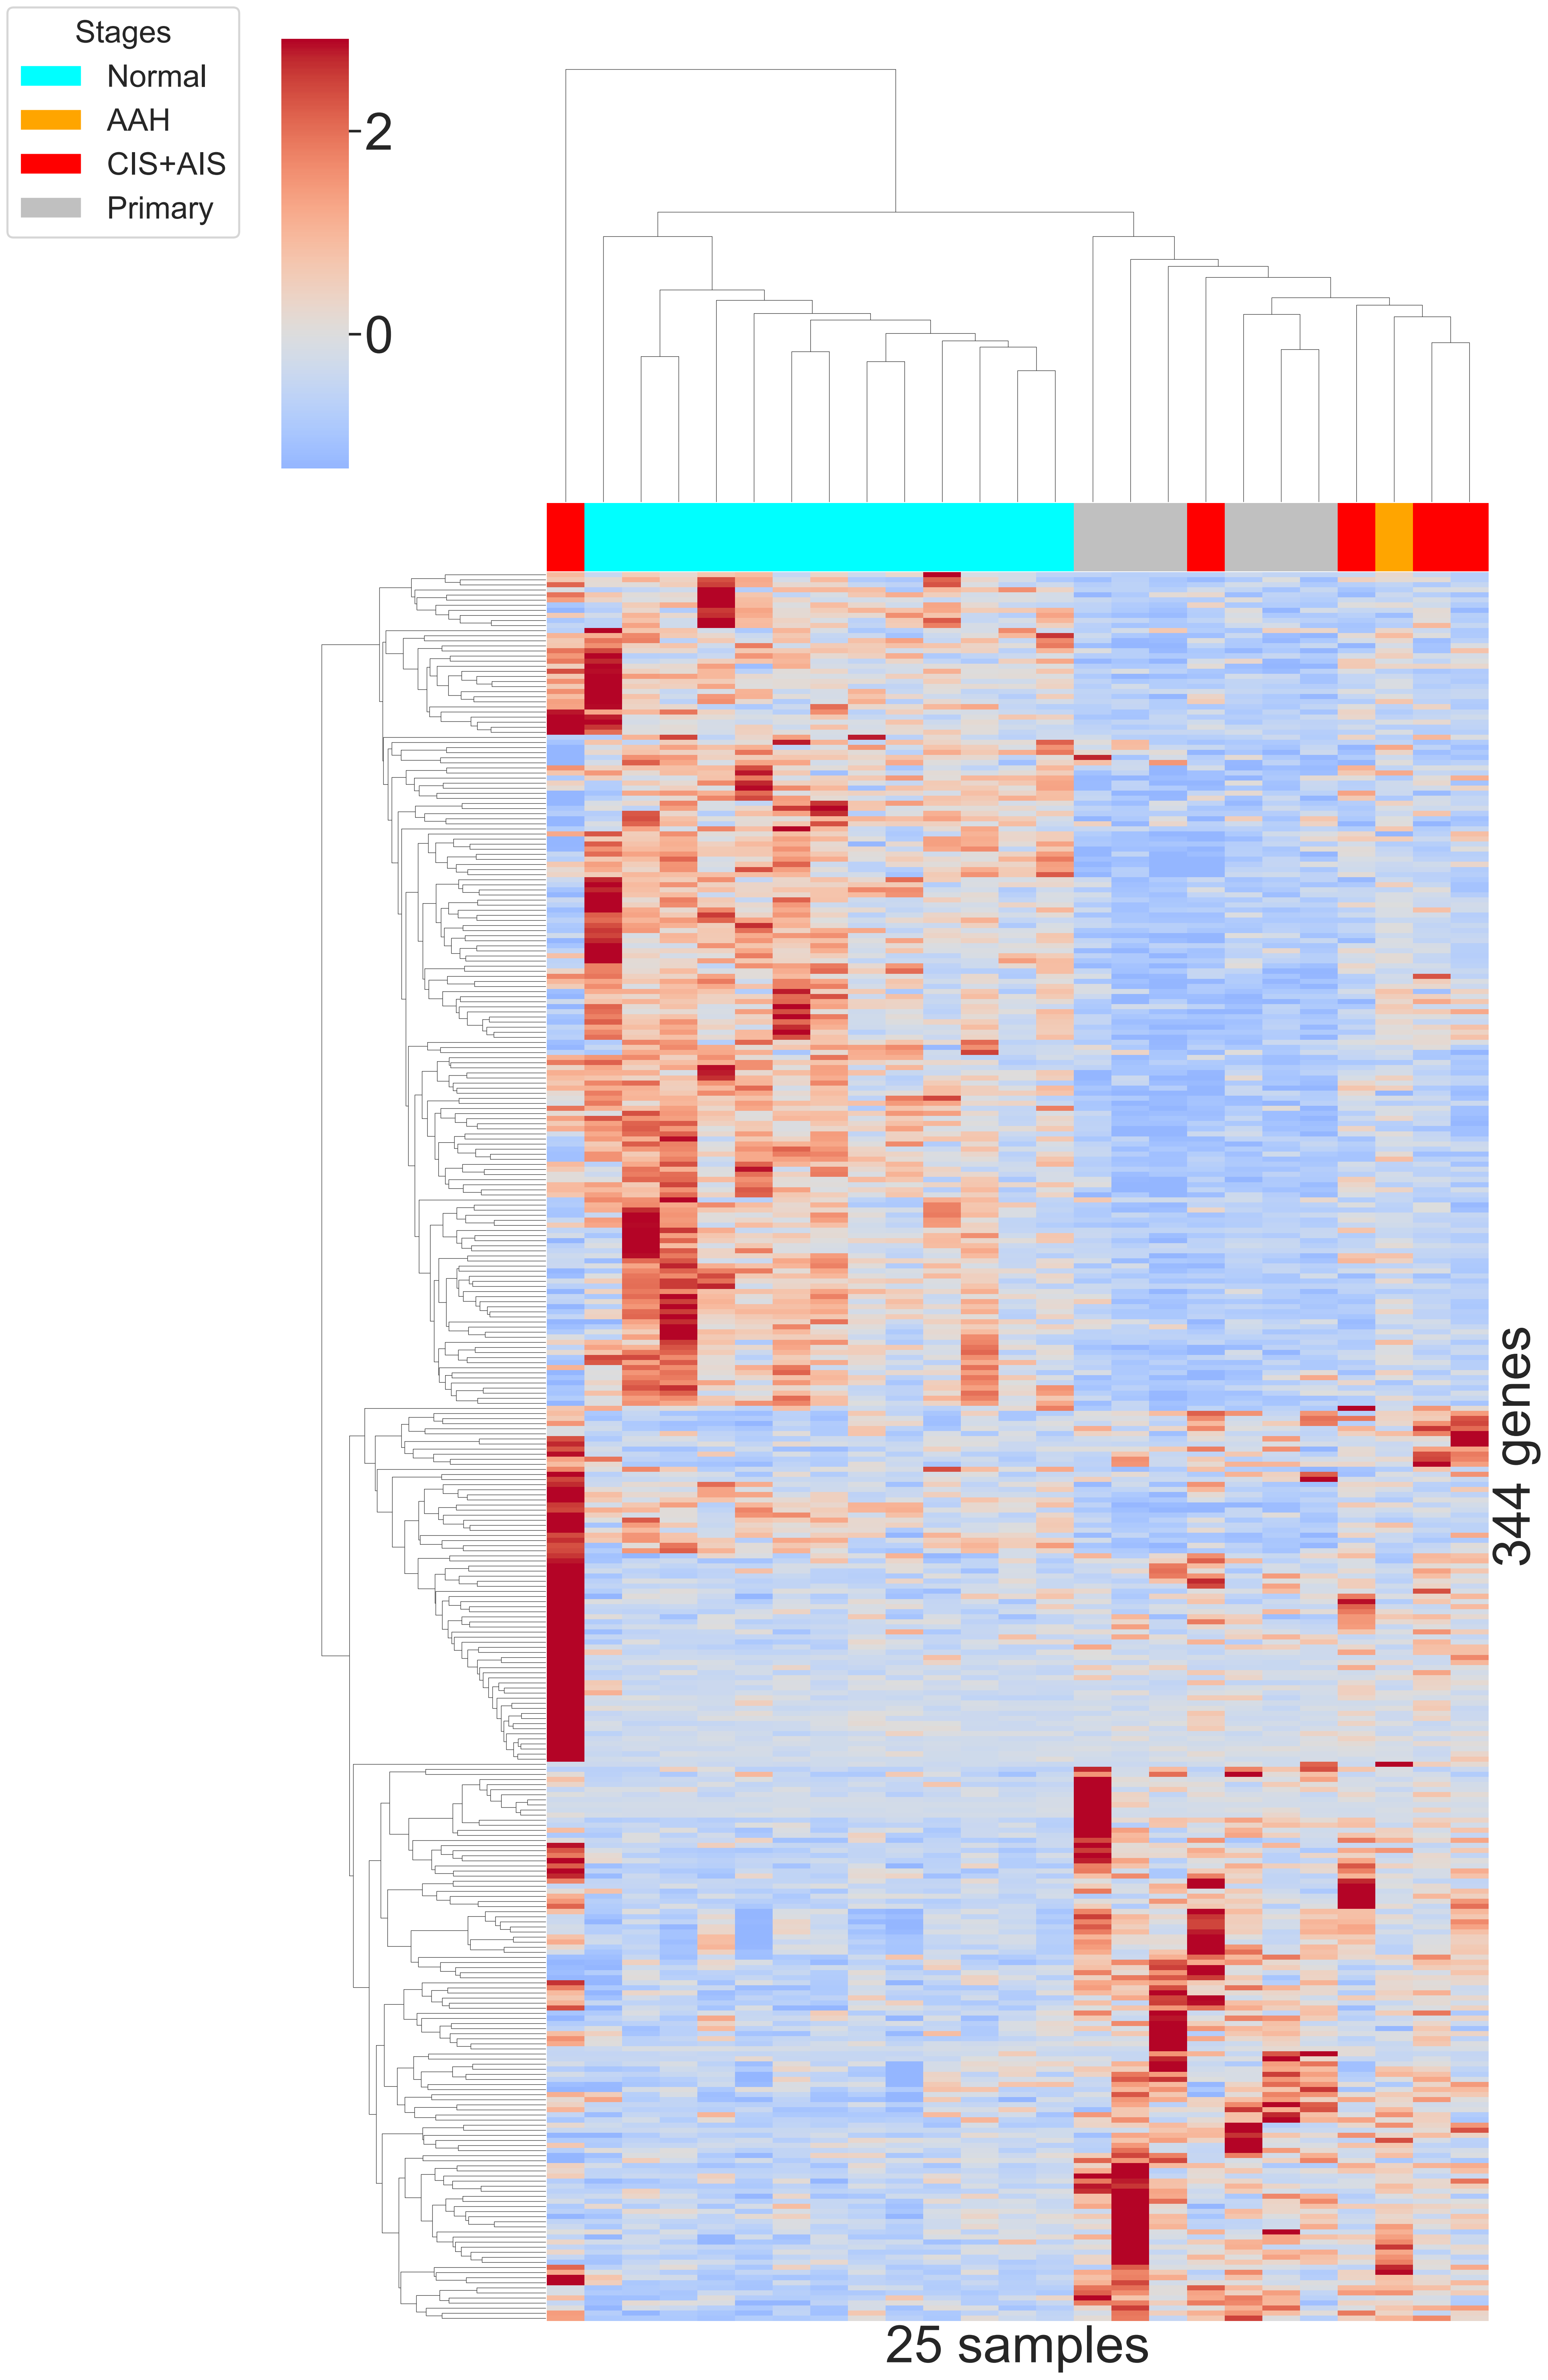 Stages
Normal
AAH
CIS+AIS
Primary
2
0
344 genes
25 samples